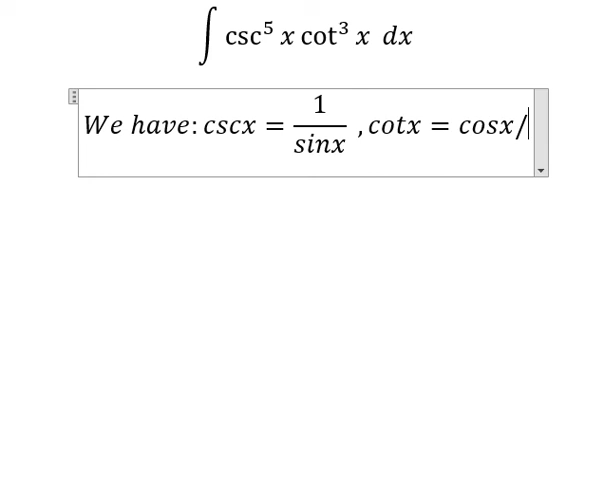 ∫ csc⁵ x cot³ x dx
We have: cscx = 1/sinx , cotx = cosx/